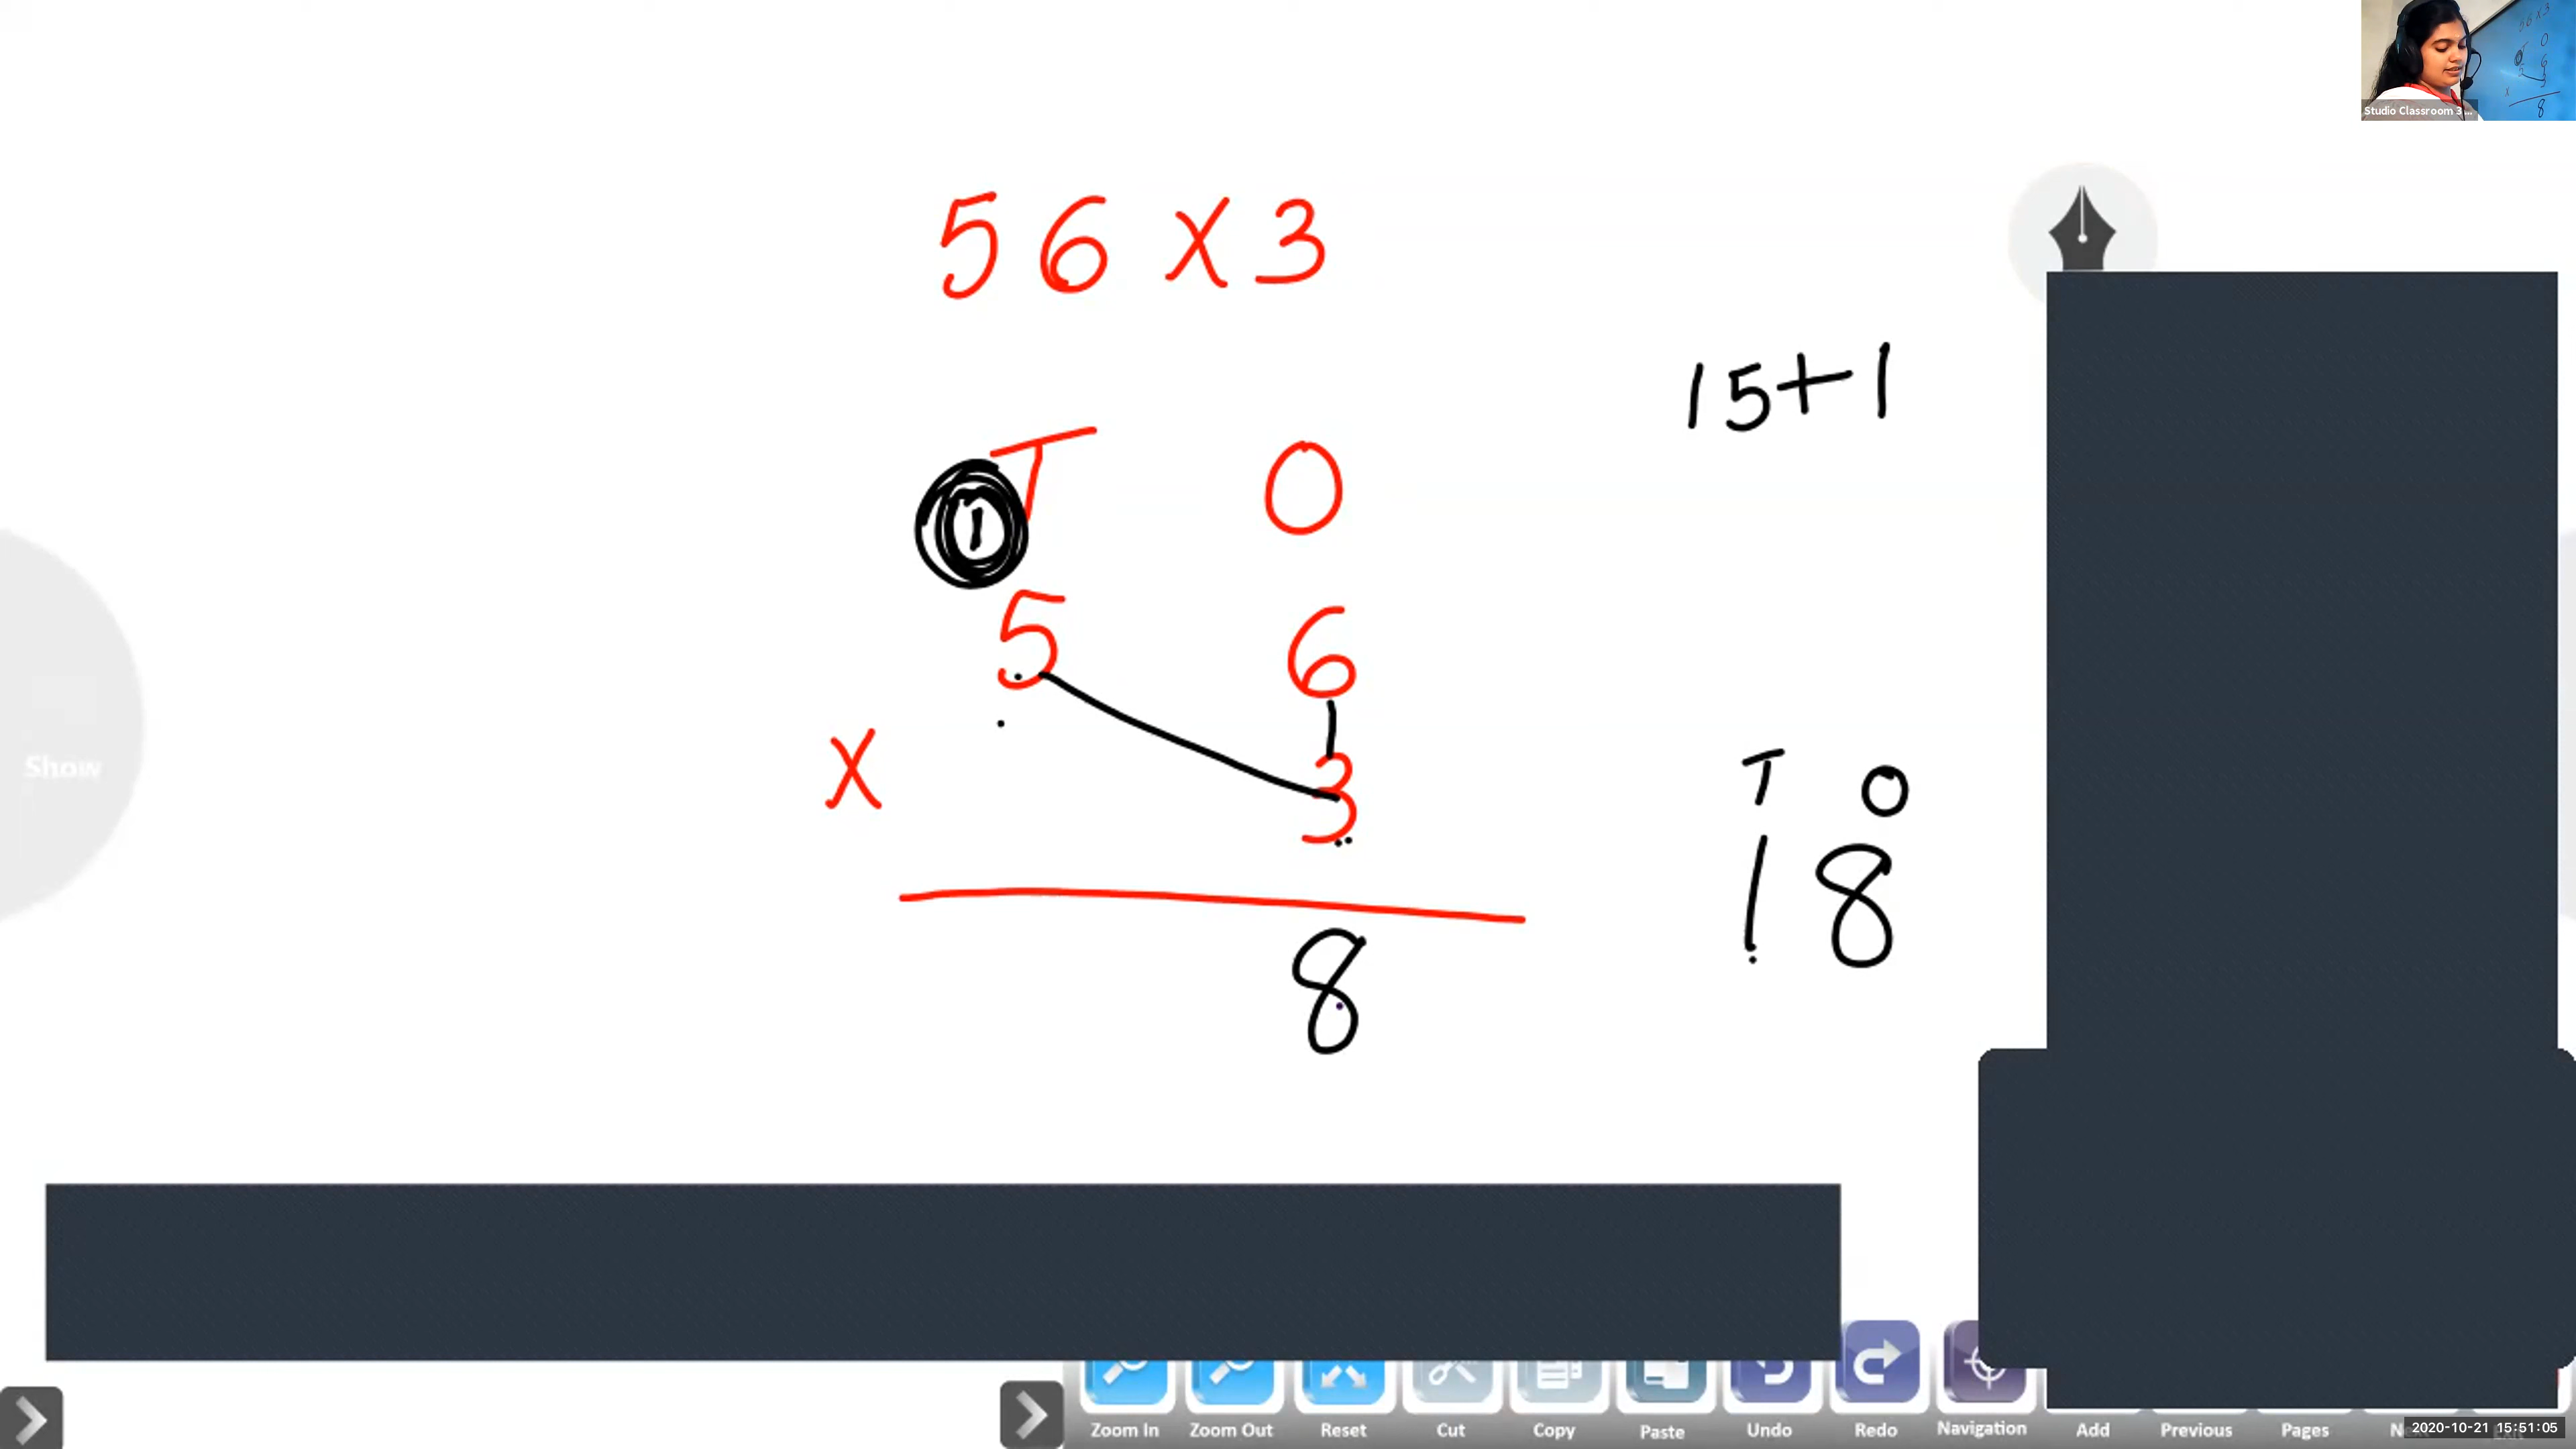 Studio Classroom 3...
56 X 3
15+1
T O
1
5 6
X 3
8
T O
18
Show
Zoom In Zoom Out Reset Cut Copy Paste Undo Redo Navigation Add Previous Pages
2020-10-21 15:51:05